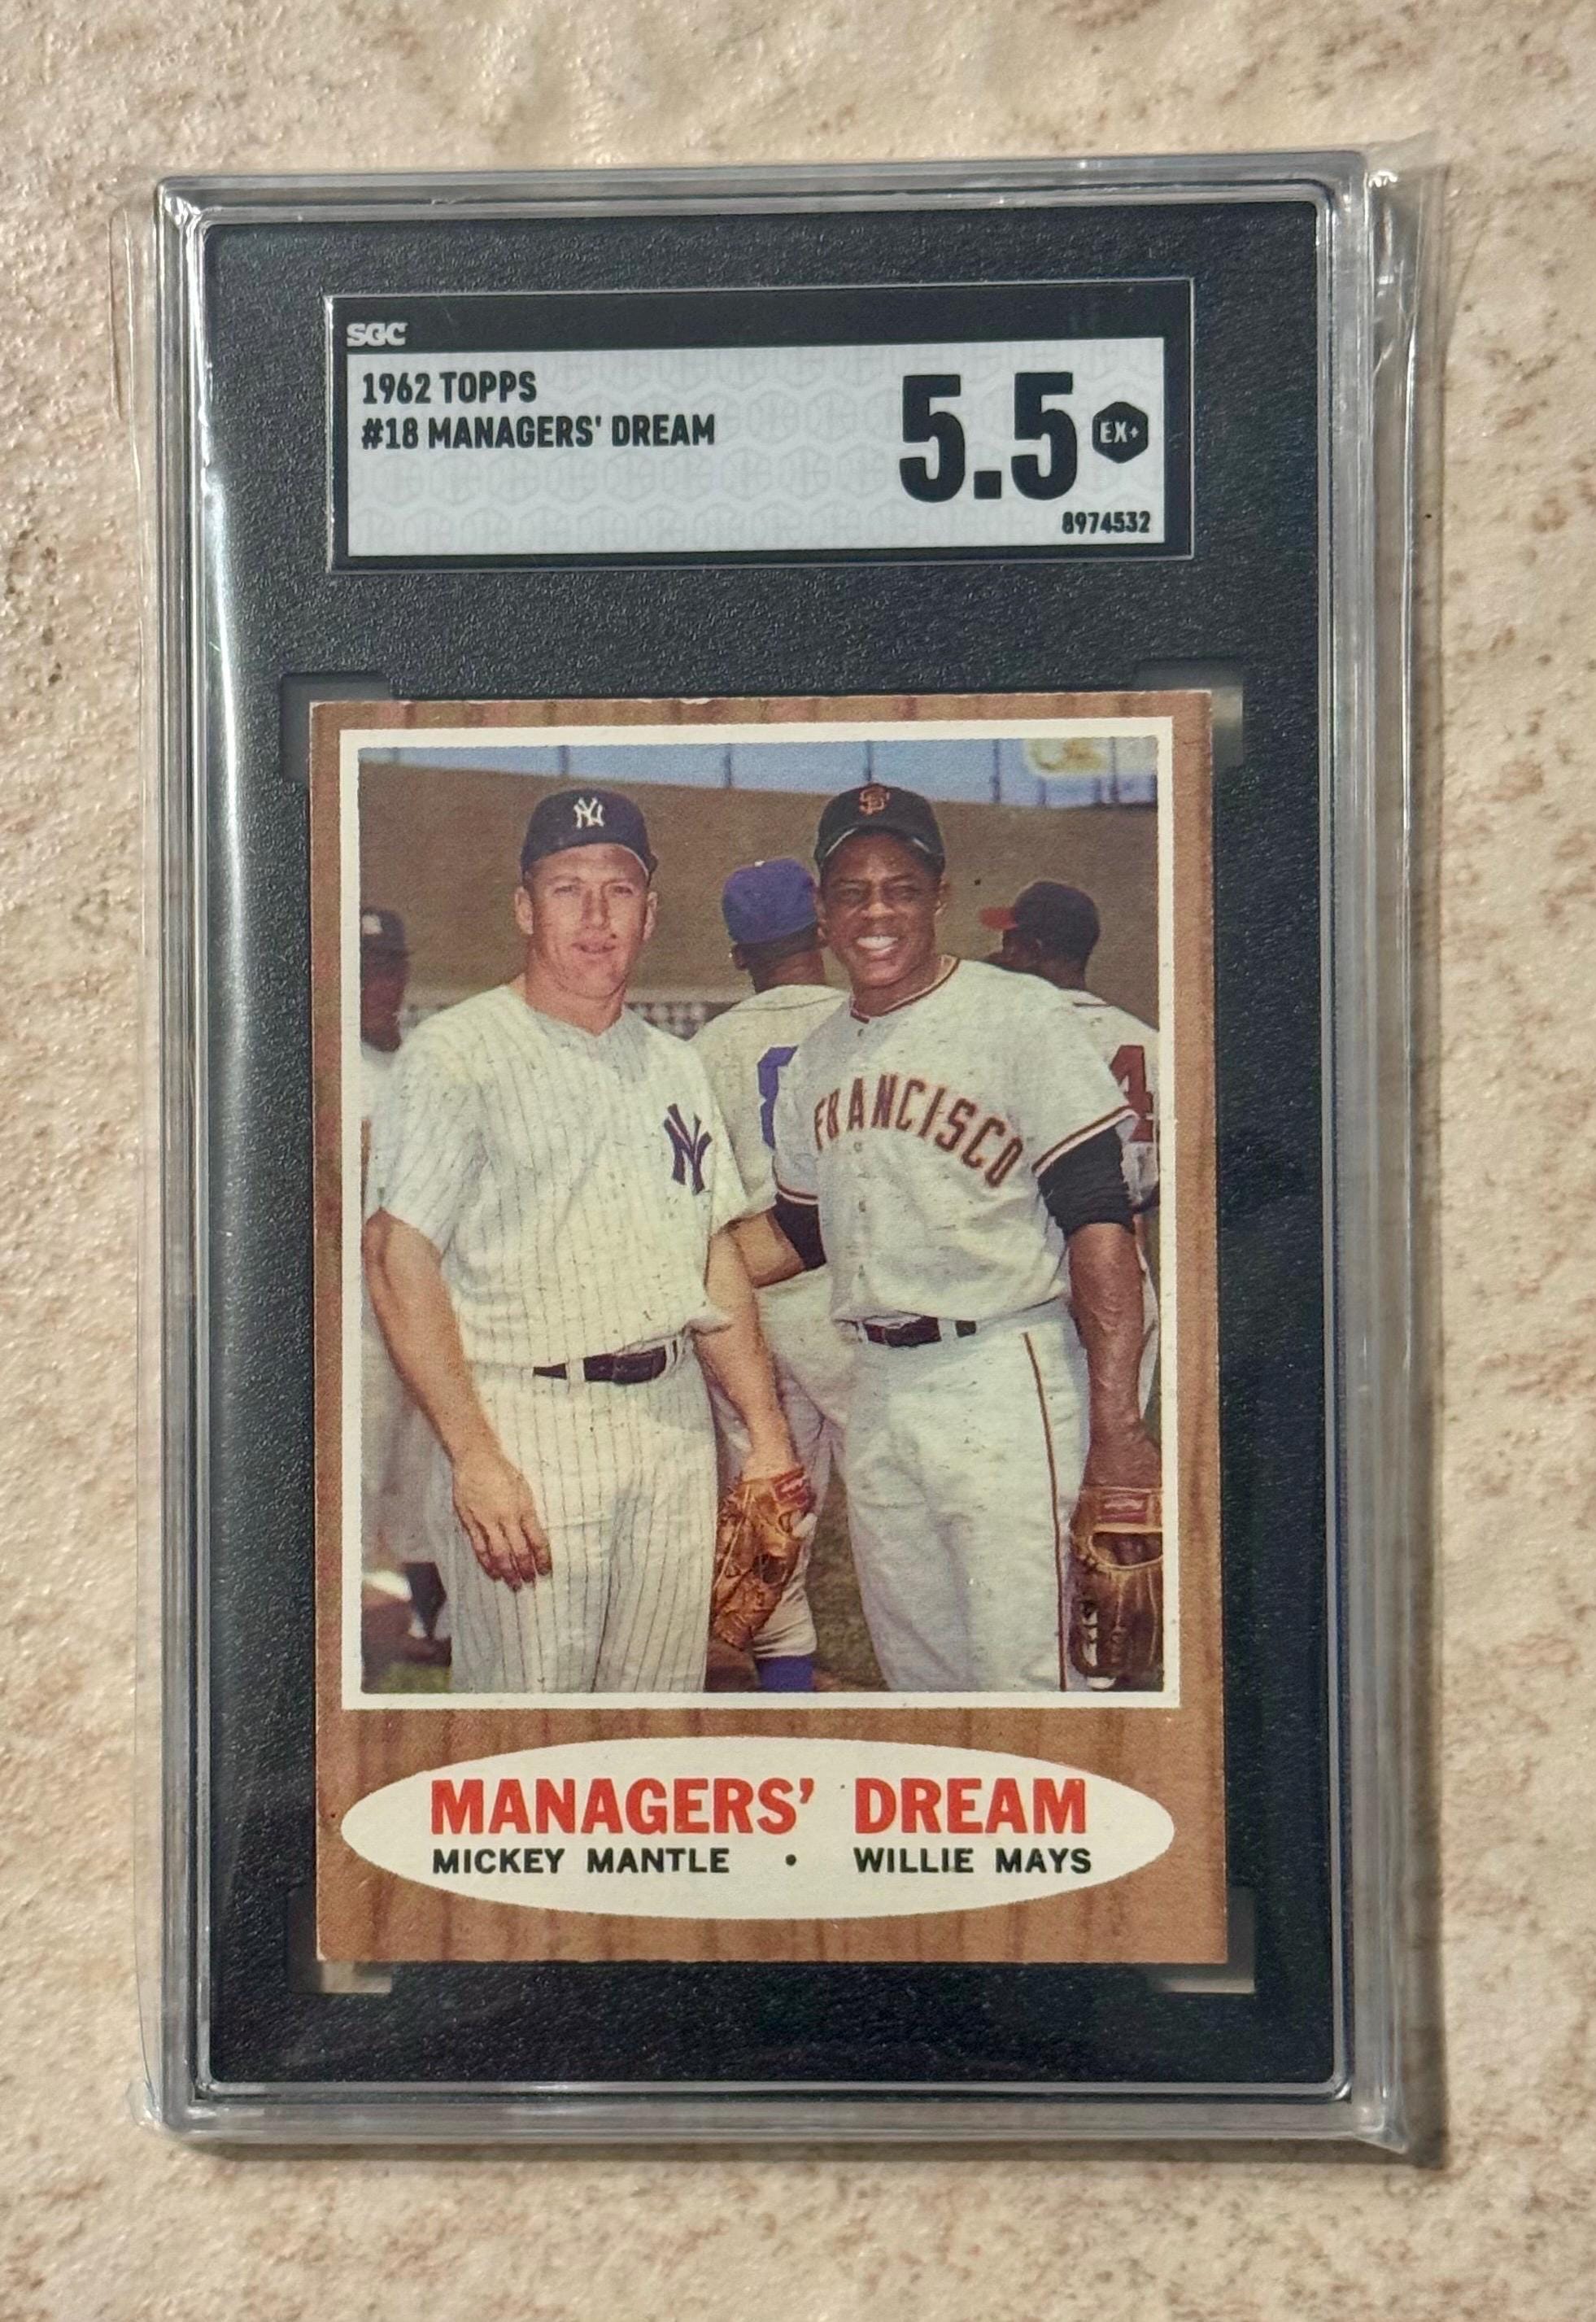 SGC
1962 TOPPS
#18 MANAGERS' DREAM
5.5 EX+
8974532
NY
SF
NY
FRANCISCO
MANAGERS' DREAM
MICKEY MANTLE • WILLIE MAYS